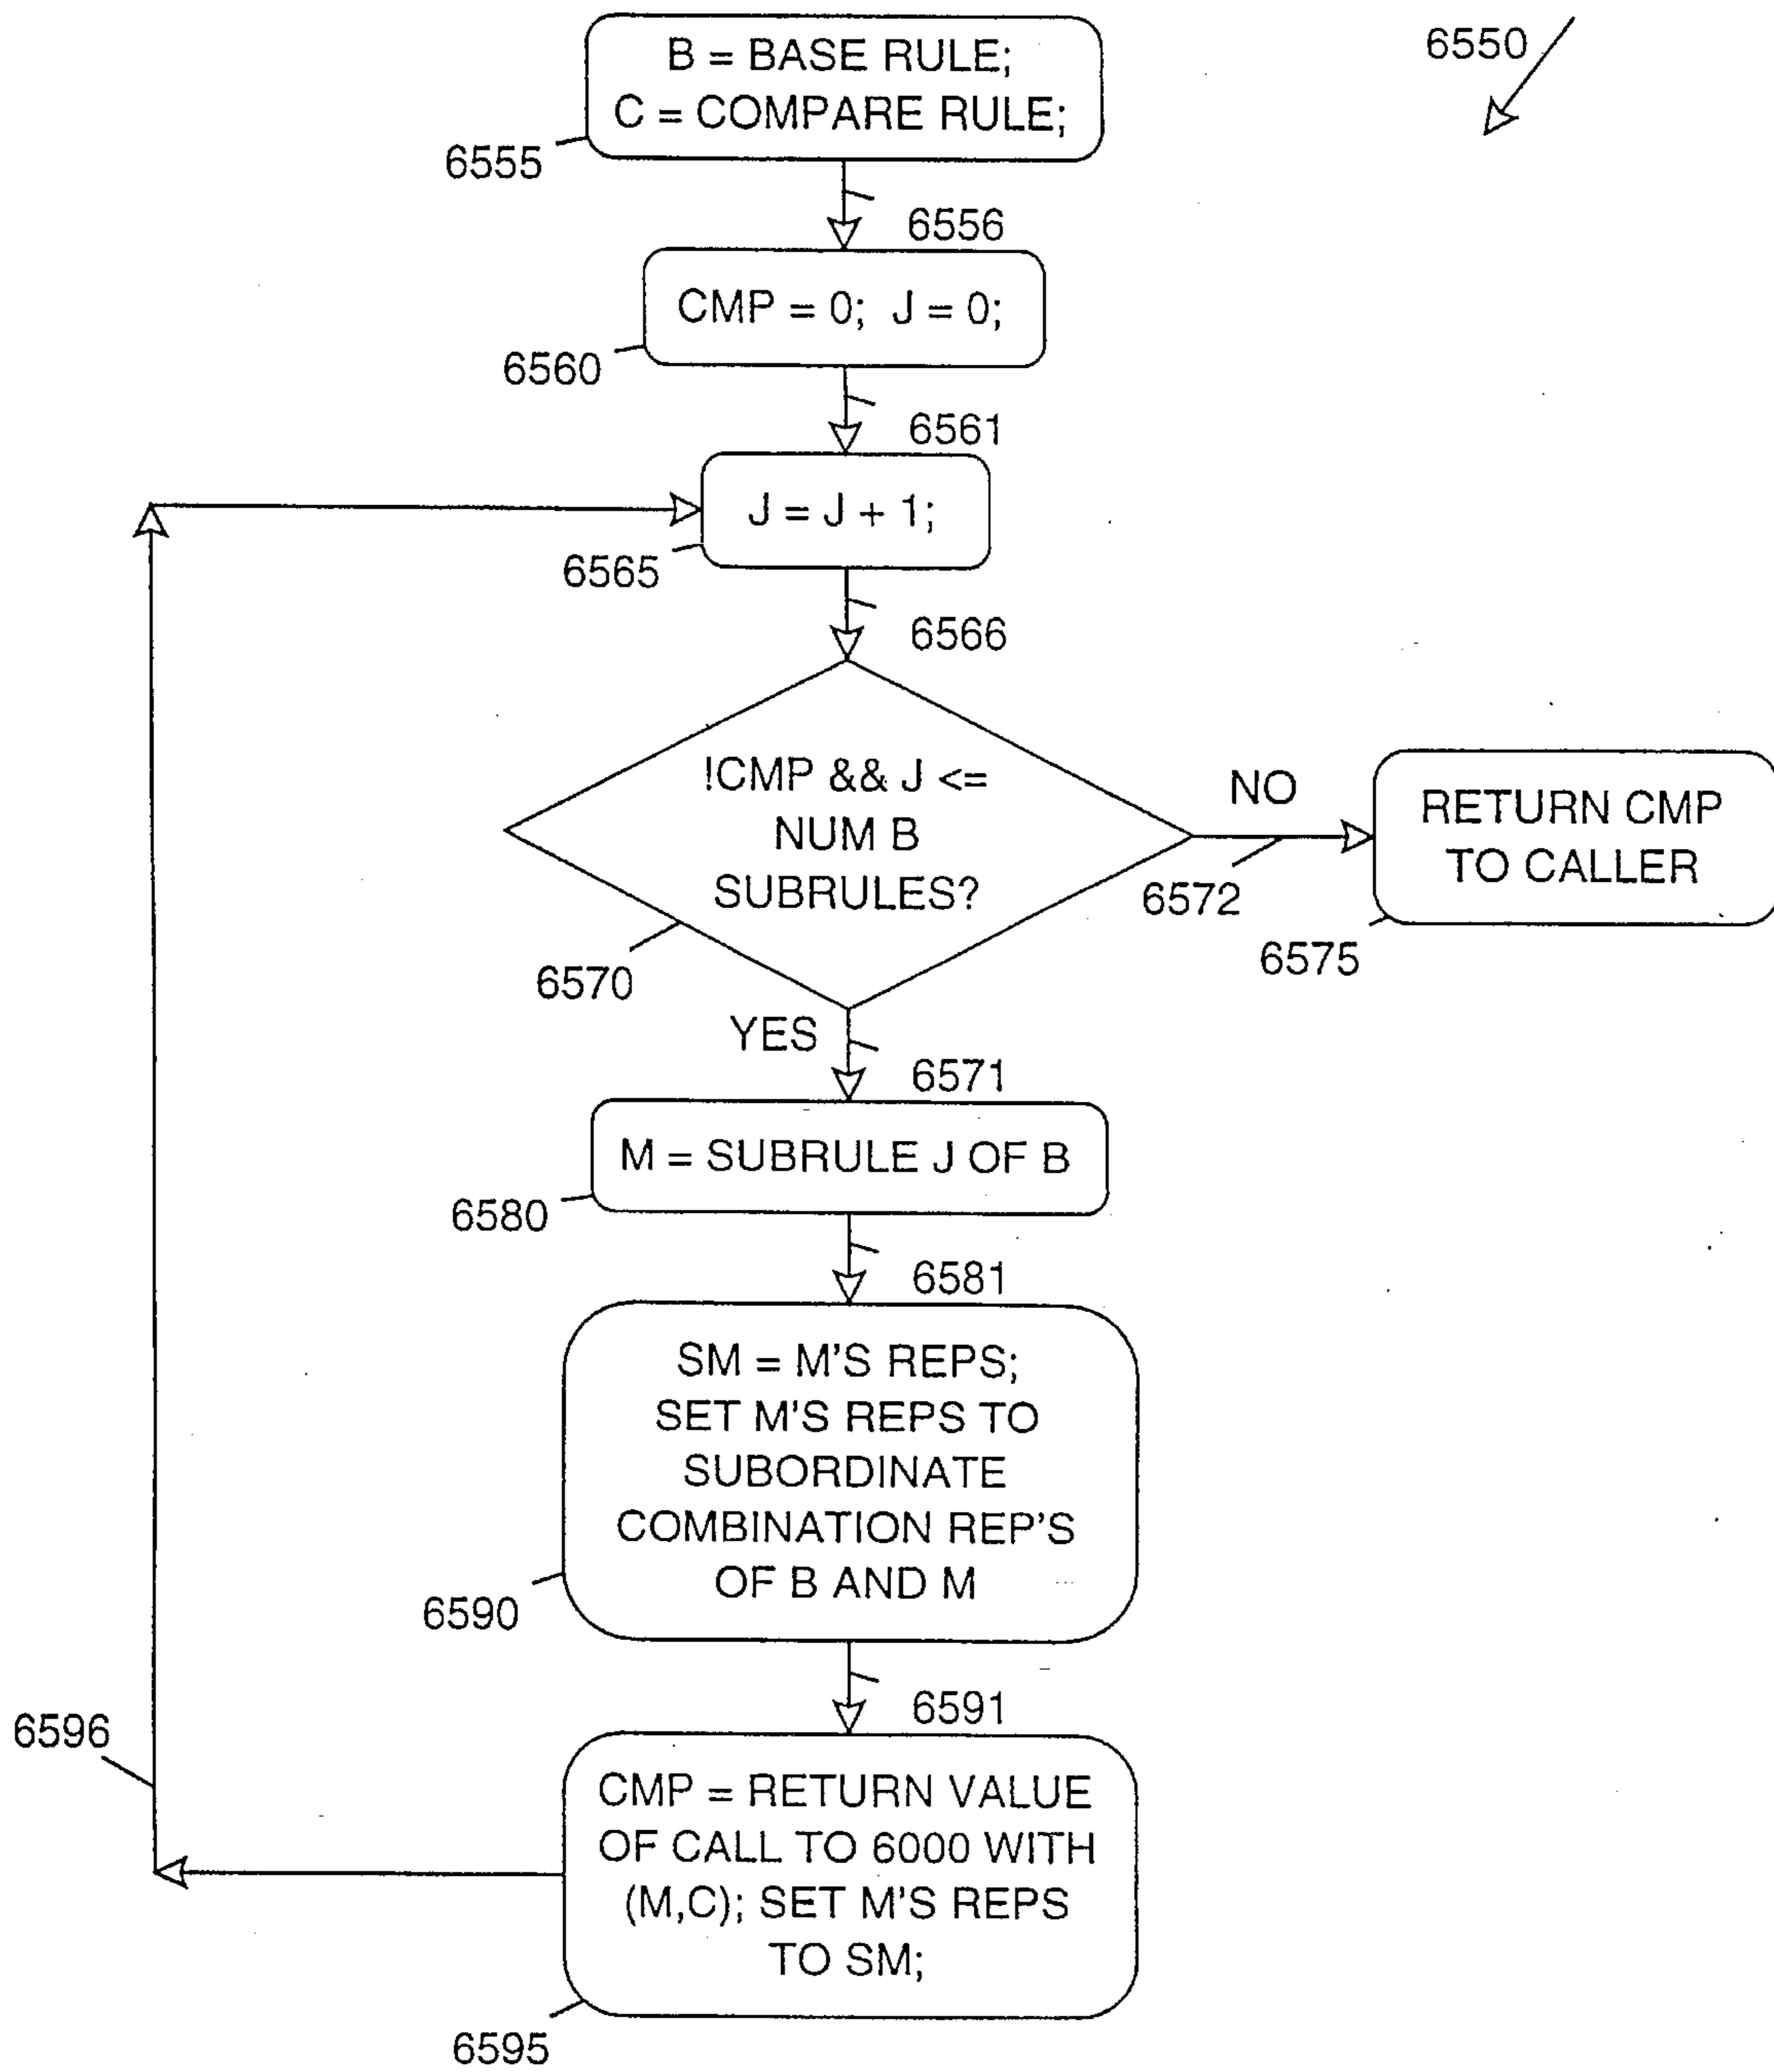 B = BASE RULE;
C = COMPARE RULE;
6550
6555
6556
CMP = 0; J = 0;
6560
6561
J = J + 1;
6565
6566
!CMP && J <=
NUM B
SUBRULES?
NO
RETURN CMP
TO CALLER
6572
6575
6570
YES
6571
M = SUBRULE J OF B
6580
6581
SM = M'S REPS;
SET M'S REPS TO
SUBORDINATE
COMBINATION REP'S
OF B AND M
6590
6591
6596
CMP = RETURN VALUE
OF CALL TO 6000 WITH
(M,C); SET M'S REPS
TO SM;
6595